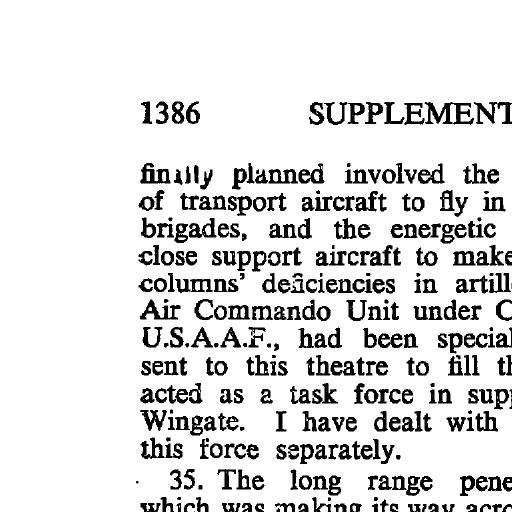 1386 SUPPLEMENT
finally planned involved the
of transport aircraft to fly in
brigades, and the energetic
close support aircraft to make
columns' deficiencies in artill
Air Commando Unit under C
U.S.A.A.F., had been special
sent to this theatre to fill th
acted as a task force in supp
Wingate. I have dealt with
this force separately.
35. The long range pene
which was making its way acro